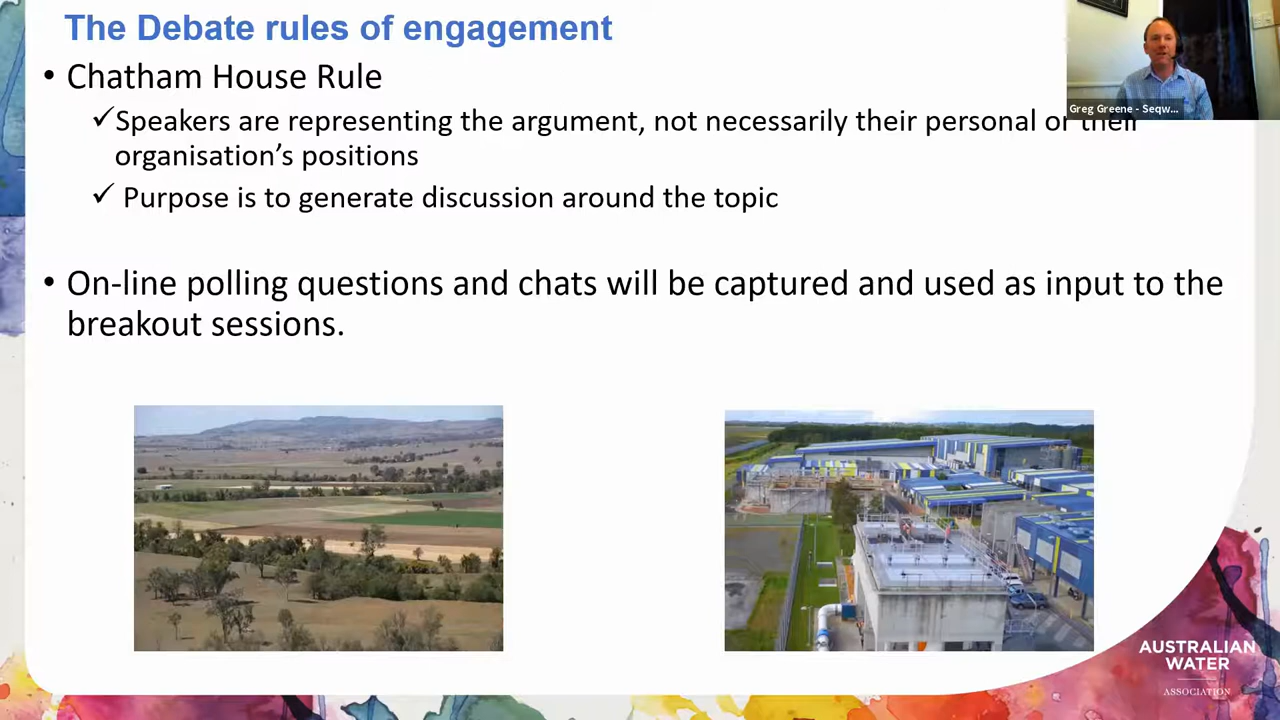 The Debate rules of engagement
• Chatham House Rule
✓Speakers are representing the argument, not necessarily their personal or their
organisation’s positions
✓ Purpose is to generate discussion around the topic
• On-line polling questions and chats will be captured and used as input to the
breakout sessions.
Greg Greene - Seqw...
AUSTRALIAN
WATER
ASSOCIATION